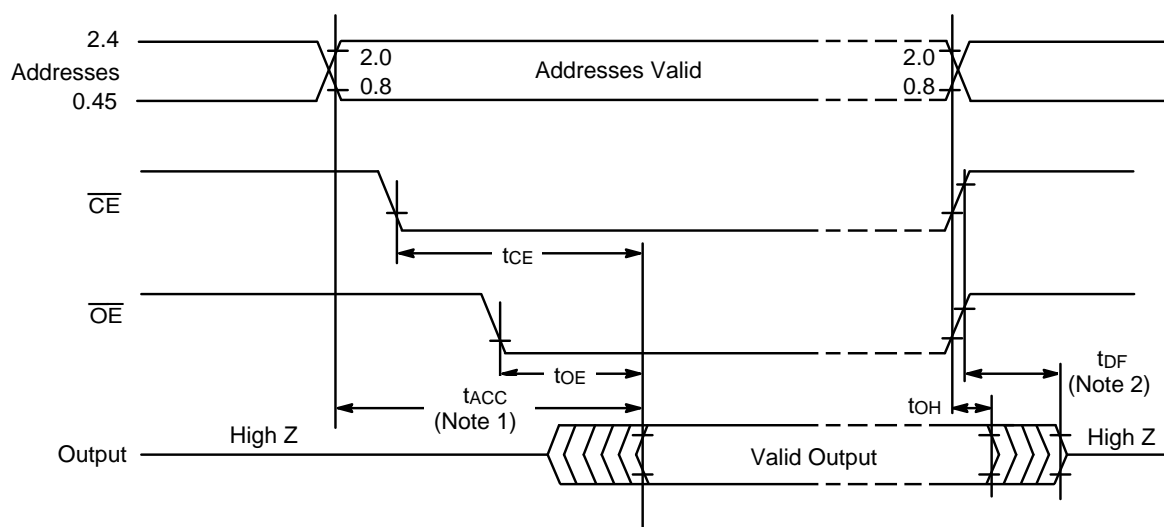 2.4
Addresses
0.45
2.0
0.8
Addresses Valid
2.0
0.8
CE
tCE
OE
tOE
tACC
(Note 1)
tDF
(Note 2)
tOH
Output
High Z
Valid Output
High Z